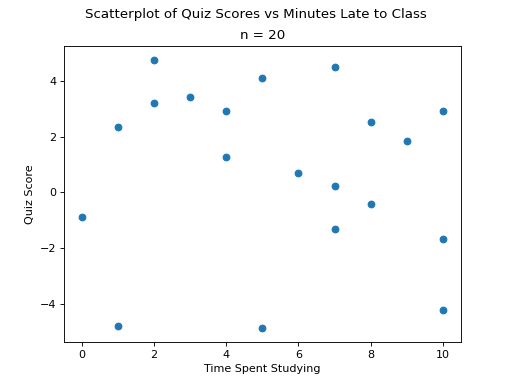 Scatterplot of Quiz Scores vs Minutes Late to Class
n = 20
4
2
0
−2
−4
Quiz Score
0 2 4 6 8 10
Time Spent Studying